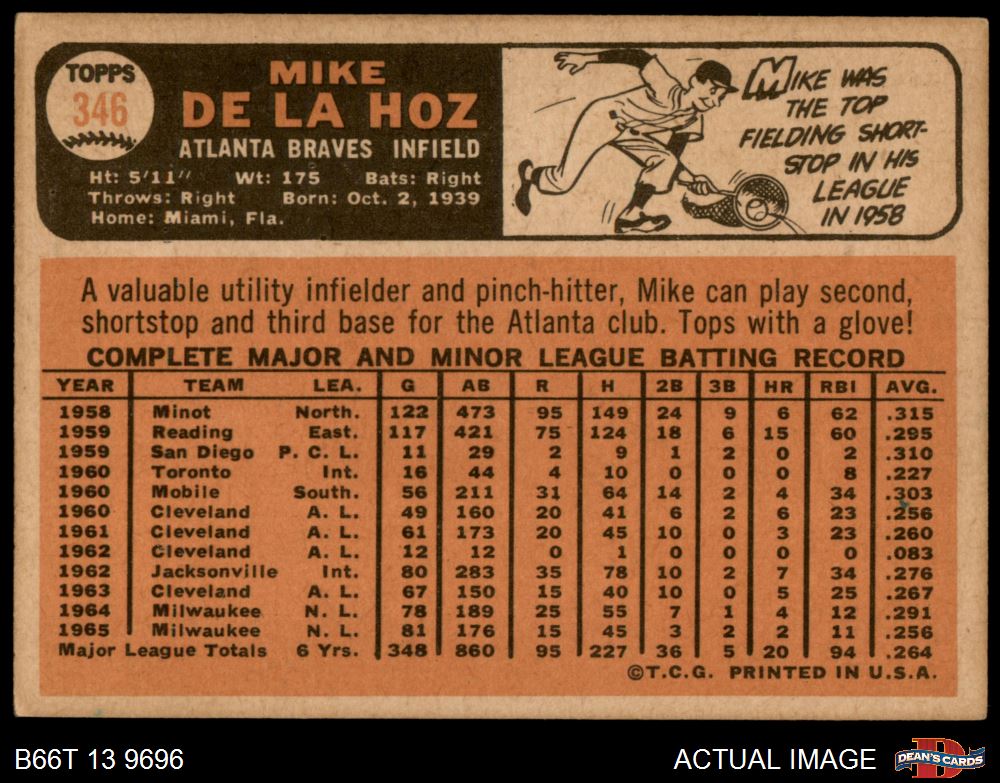 TOPPS
346
MIKE
DE LA HOZ
ATLANTA BRAVES INFIELD
Ht: 5'11" Wt: 175 Bats: Right
Throws: Right Born: Oct. 2, 1939
Home: Miami, Fla.
MIKE WAS
THE TOP
FIELDING SHORT-
STOP IN HIS
LEAGUE
IN 1958
A valuable utility infielder and pinch-hitter, Mike can play second,
shortstop and third base for the Atlanta club. Tops with a glove!
COMPLETE MAJOR AND MINOR LEAGUE BATTING RECORD
YEAR TEAM LEA. G AB R H 2B 3B HR RBI AVG.
1958 Minot North. 122 473 95 149 24 9 6 62 .315
1959 Reading East. 117 421 75 124 18 6 15 60 .295
1959 San Diego P. C. L. 11 29 2 9 1 2 0 2 .310
1960 Toronto Int. 16 44 4 10 0 0 0 8 .227
1960 Mobile South. 56 211 31 64 14 2 4 34 .303
1960 Cleveland A. L. 49 160 20 41 6 2 6 23 .256
1961 Cleveland A. L. 61 173 20 45 10 0 3 23 .260
1962 Cleveland A. L. 12 12 0 1 0 0 0 0 .083
1962 Jacksonville Int. 80 283 35 78 10 2 7 34 .276
1963 Cleveland A. L. 67 150 15 40 10 0 5 25 .267
1964 Milwaukee N. L. 78 189 25 55 7 1 4 12 .291
1965 Milwaukee N. L. 81 176 15 45 3 2 2 11 .256
Major League Totals 6 Yrs. 348 860 95 227 36 5 20 94 .264
©T.C.G. PRINTED IN U.S.A.
B66T 13 9696
ACTUAL IMAGE
DEAN'S CARDS